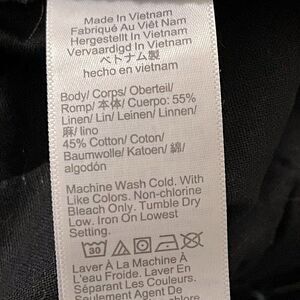 Made In Vietnam
Fabriqué Au Viêt Nam
Hergestellt In Vietnam
Vervaardigd In Vietnam
ベトナム製
hecho en vietnam
Body/ Corps/ Oberteil/
Romp/ 本体/ Cuerpo: 55%
Linen/ Lin/ Leinen/ Linnen/
麻/ lino
45% Cotton/ Coton/
Baumwolle/ Katoen/ 綿/
algodón
Machine Wash Cold. With
Like Colors. Non-chlorine
Bleach Only. Tumble Dry
Low. Iron On Lowest
Setting.
30
Laver À La Machine À
L'eau Froide. Laver En
Séparant Les Couleurs.
Seulement Agent De